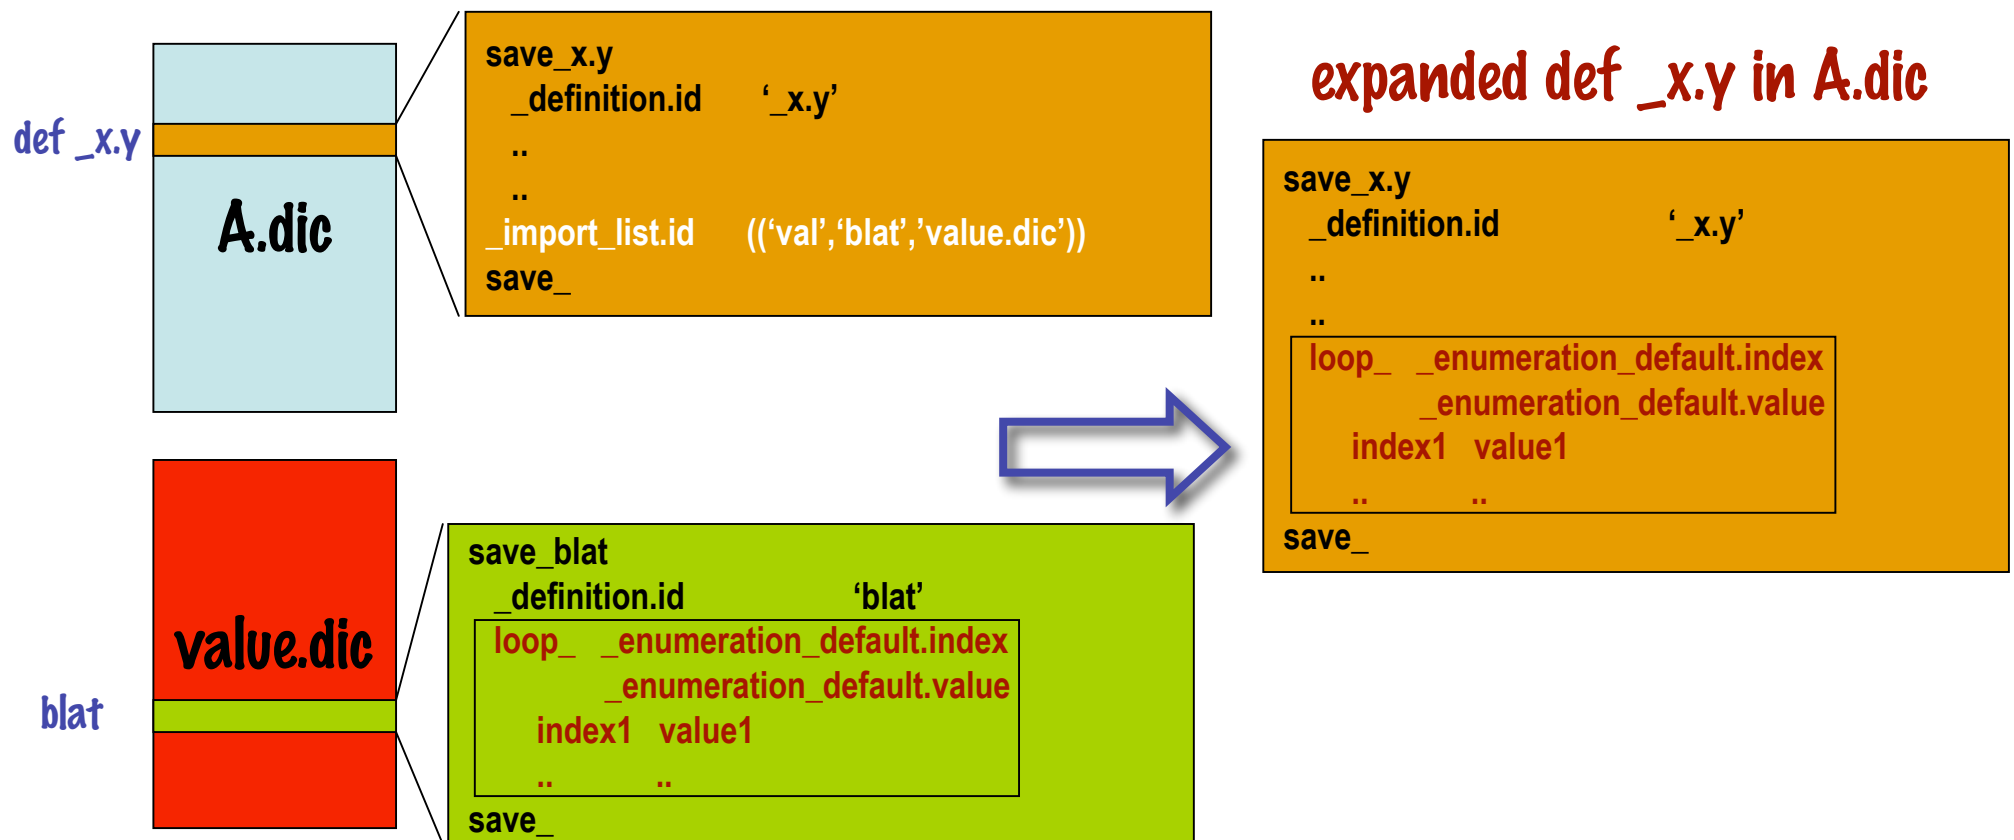 def _x.y
A.dic
save_x.y
_definition.id ‘_x.y’
..
..
_import_list.id ((‘val’,‘blat’,’value.dic’))
save_
value.dic
blat
save_blat
_definition.id ‘blat’
loop_ _enumeration_default.index
_enumeration_default.value
index1 value1
.. ..
save_
expanded def _x.y in A.dic
save_x.y
_definition.id ‘_x.y’
..
..
loop_ _enumeration_default.index
_enumeration_default.value
index1 value1
.. ..
save_